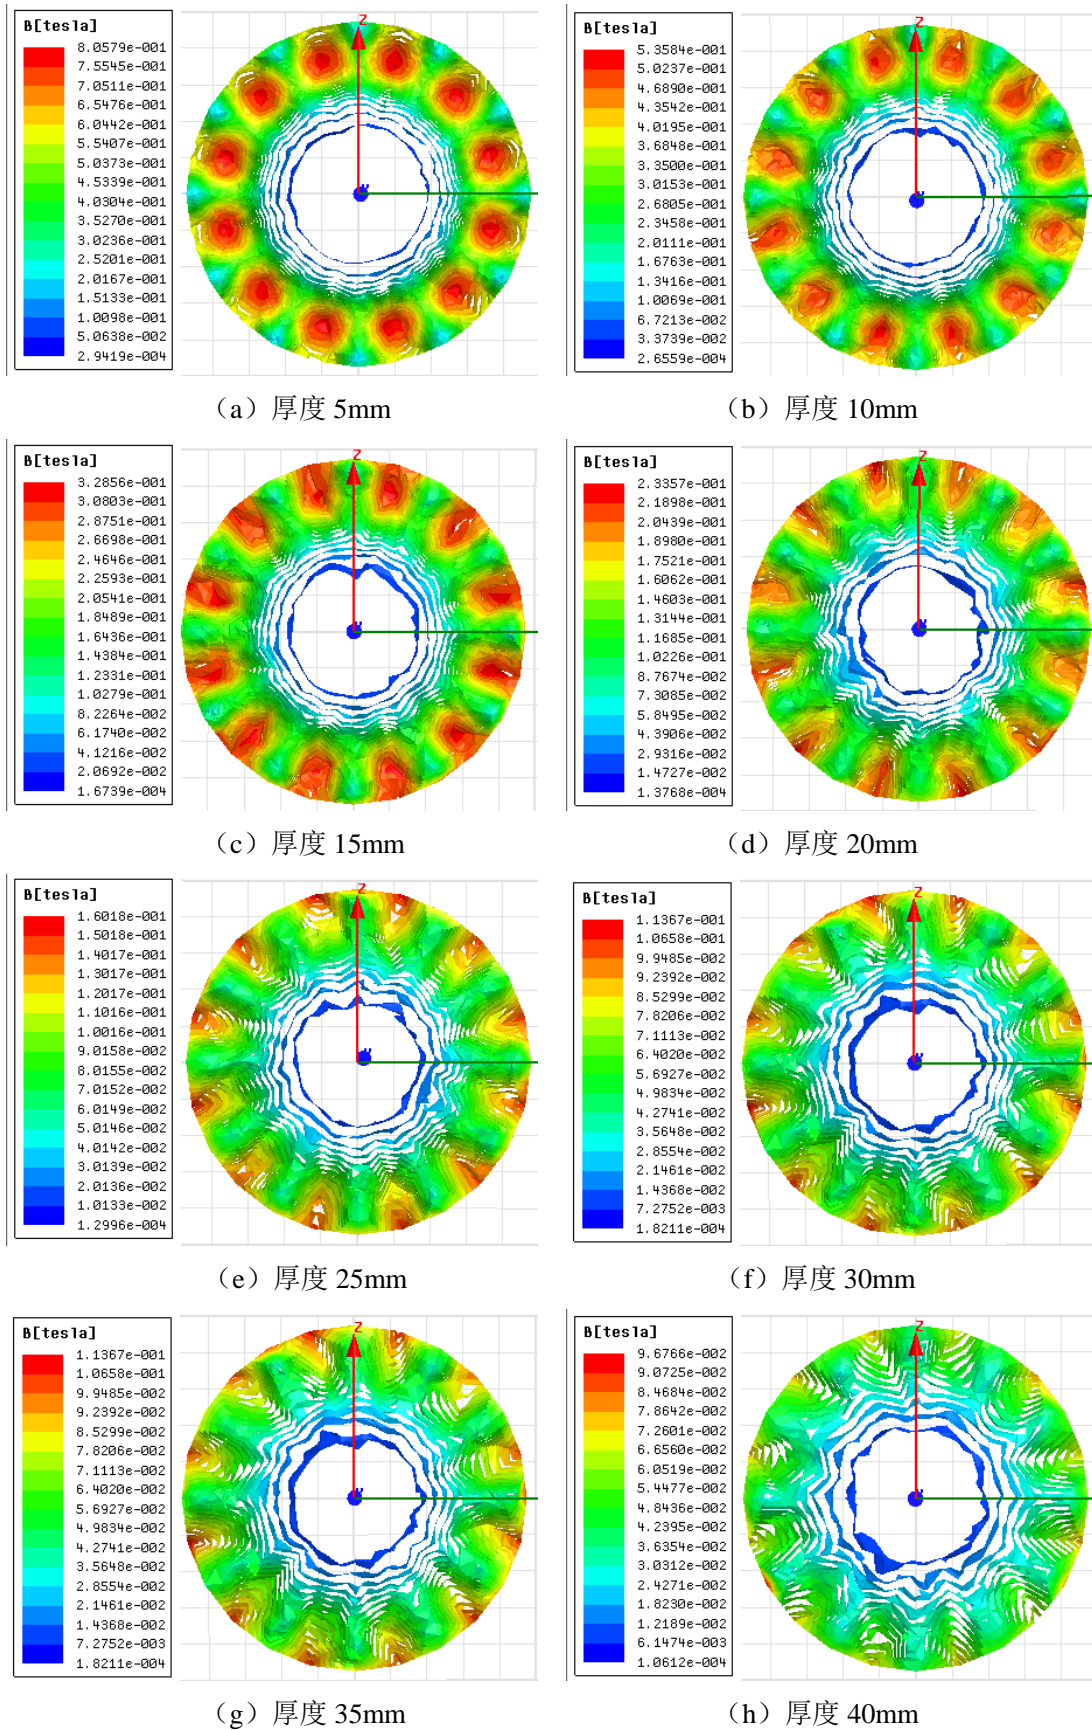 B[tesla]
8.0579e-001
7.5545e-001
7.0511e-001
6.5476e-001
6.0442e-001
5.5407e-001
5.0373e-001
4.5339e-001
4.0304e-001
3.5270e-001
3.0236e-001
2.5201e-001
2.0167e-001
1.5133e-001
1.0098e-001
5.0638e-002
2.9419e-004
Z
(a)厚度 5mm
B[tesla]
5.3584e-001
5.0237e-001
4.6890e-001
4.3542e-001
4.0195e-001
3.6848e-001
3.3500e-001
3.0153e-001
2.6805e-001
2.3458e-001
2.0111e-001
1.6763e-001
1.3416e-001
1.0069e-001
6.7213e-002
3.3739e-002
2.6559e-004
Z
(b)厚度 10mm
B[tesla]
3.2856e-001
3.0803e-001
2.8751e-001
2.6698e-001
2.4646e-001
2.2593e-001
2.0541e-001
1.8489e-001
1.6436e-001
1.4384e-001
1.2331e-001
1.0279e-001
8.2264e-002
6.1740e-002
4.1216e-002
2.0692e-002
1.6739e-004
Z
(c)厚度 15mm
B[tesla]
2.3357e-001
2.1898e-001
2.0439e-001
1.8980e-001
1.7521e-001
1.6062e-001
1.4603e-001
1.3144e-001
1.1685e-001
1.0226e-001
8.7674e-002
7.3085e-002
5.8495e-002
4.3906e-002
2.9316e-002
1.4727e-002
1.3768e-004
Z
(d)厚度 20mm
B[tesla]
1.6018e-001
1.5018e-001
1.4017e-001
1.3017e-001
1.2017e-001
1.1016e-001
1.0016e-001
9.0158e-002
8.0155e-002
7.0152e-002
6.0149e-002
5.0146e-002
4.0142e-002
3.0139e-002
2.0136e-002
1.0133e-002
1.2996e-004
Z
(e)厚度 25mm
B[tesla]
1.1367e-001
1.0658e-001
9.9485e-002
9.2392e-002
8.5299e-002
7.8206e-002
7.1113e-002
6.4020e-002
5.6927e-002
4.9834e-002
4.2741e-002
3.5648e-002
2.8554e-002
2.1461e-002
1.4368e-002
7.2752e-003
1.8211e-004
Z
(f)厚度 30mm
B[tesla]
1.1367e-001
1.0658e-001
9.9485e-002
9.2392e-002
8.5299e-002
7.8206e-002
7.1113e-002
6.4020e-002
5.6927e-002
4.9834e-002
4.2741e-002
3.5648e-002
2.8554e-002
2.1461e-002
1.4368e-002
7.2752e-003
1.8211e-004
Z
(g)厚度 35mm
B[tesla]
9.6766e-002
9.0725e-002
8.4684e-002
7.8642e-002
7.2601e-002
6.6560e-002
6.0519e-002
5.4477e-002
4.8436e-002
4.2395e-002
3.6354e-002
3.0312e-002
2.4271e-002
1.8230e-002
1.2189e-002
6.1474e-003
1.0612e-004
Z
(h)厚度 40mm